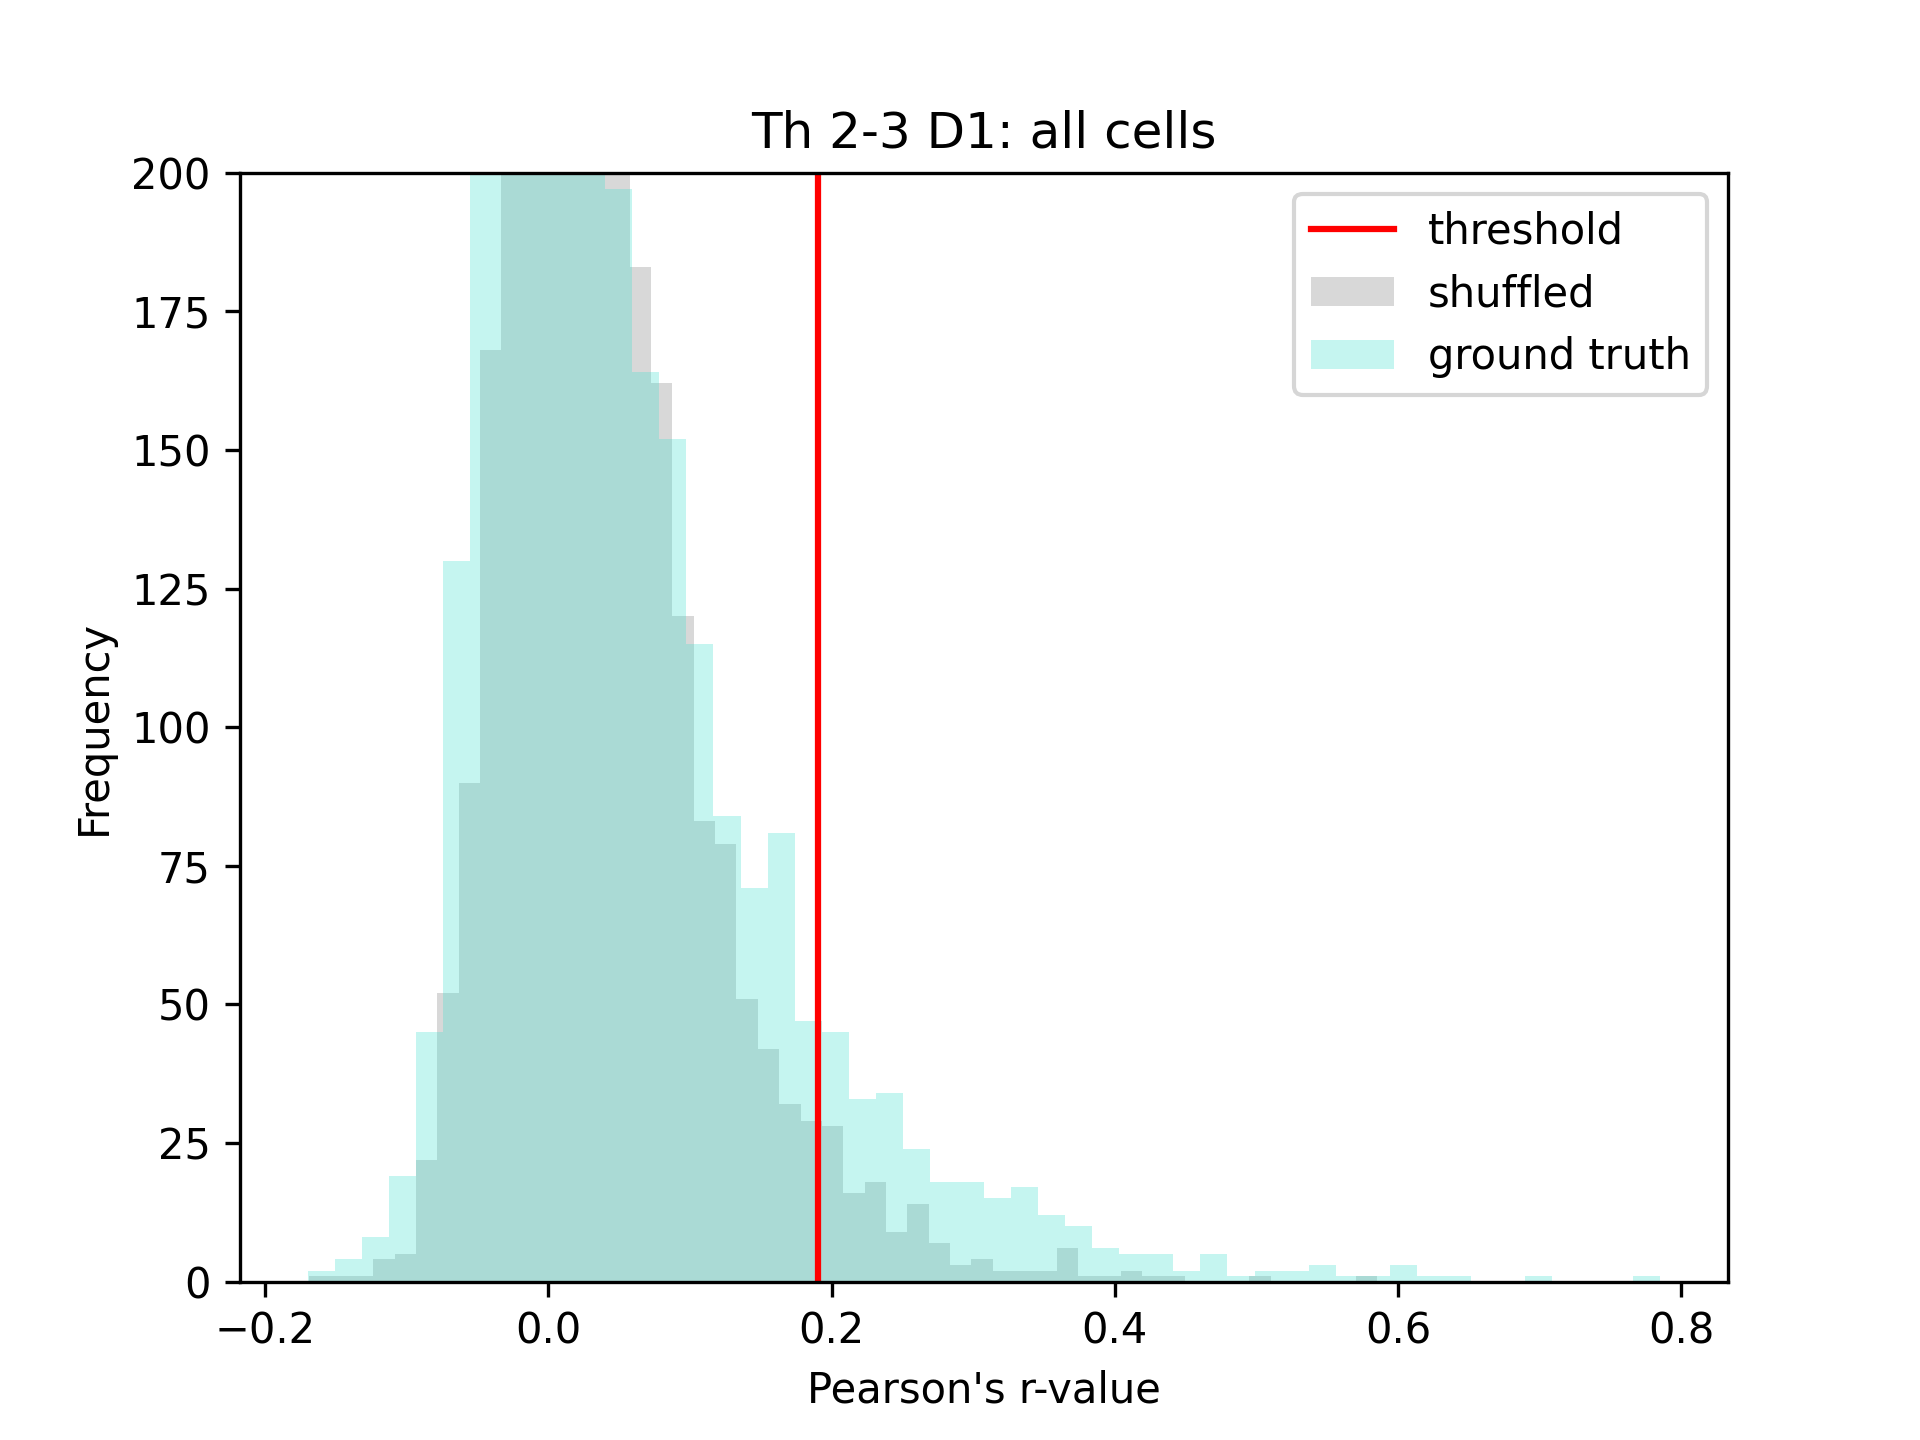 Th 2-3 D1: all cells
200
175
150
125
100
75
50
25
0
Frequency
threshold
shuffled
ground truth
−0.2 0.0 0.2 0.4 0.6 0.8
Pearson's r-value